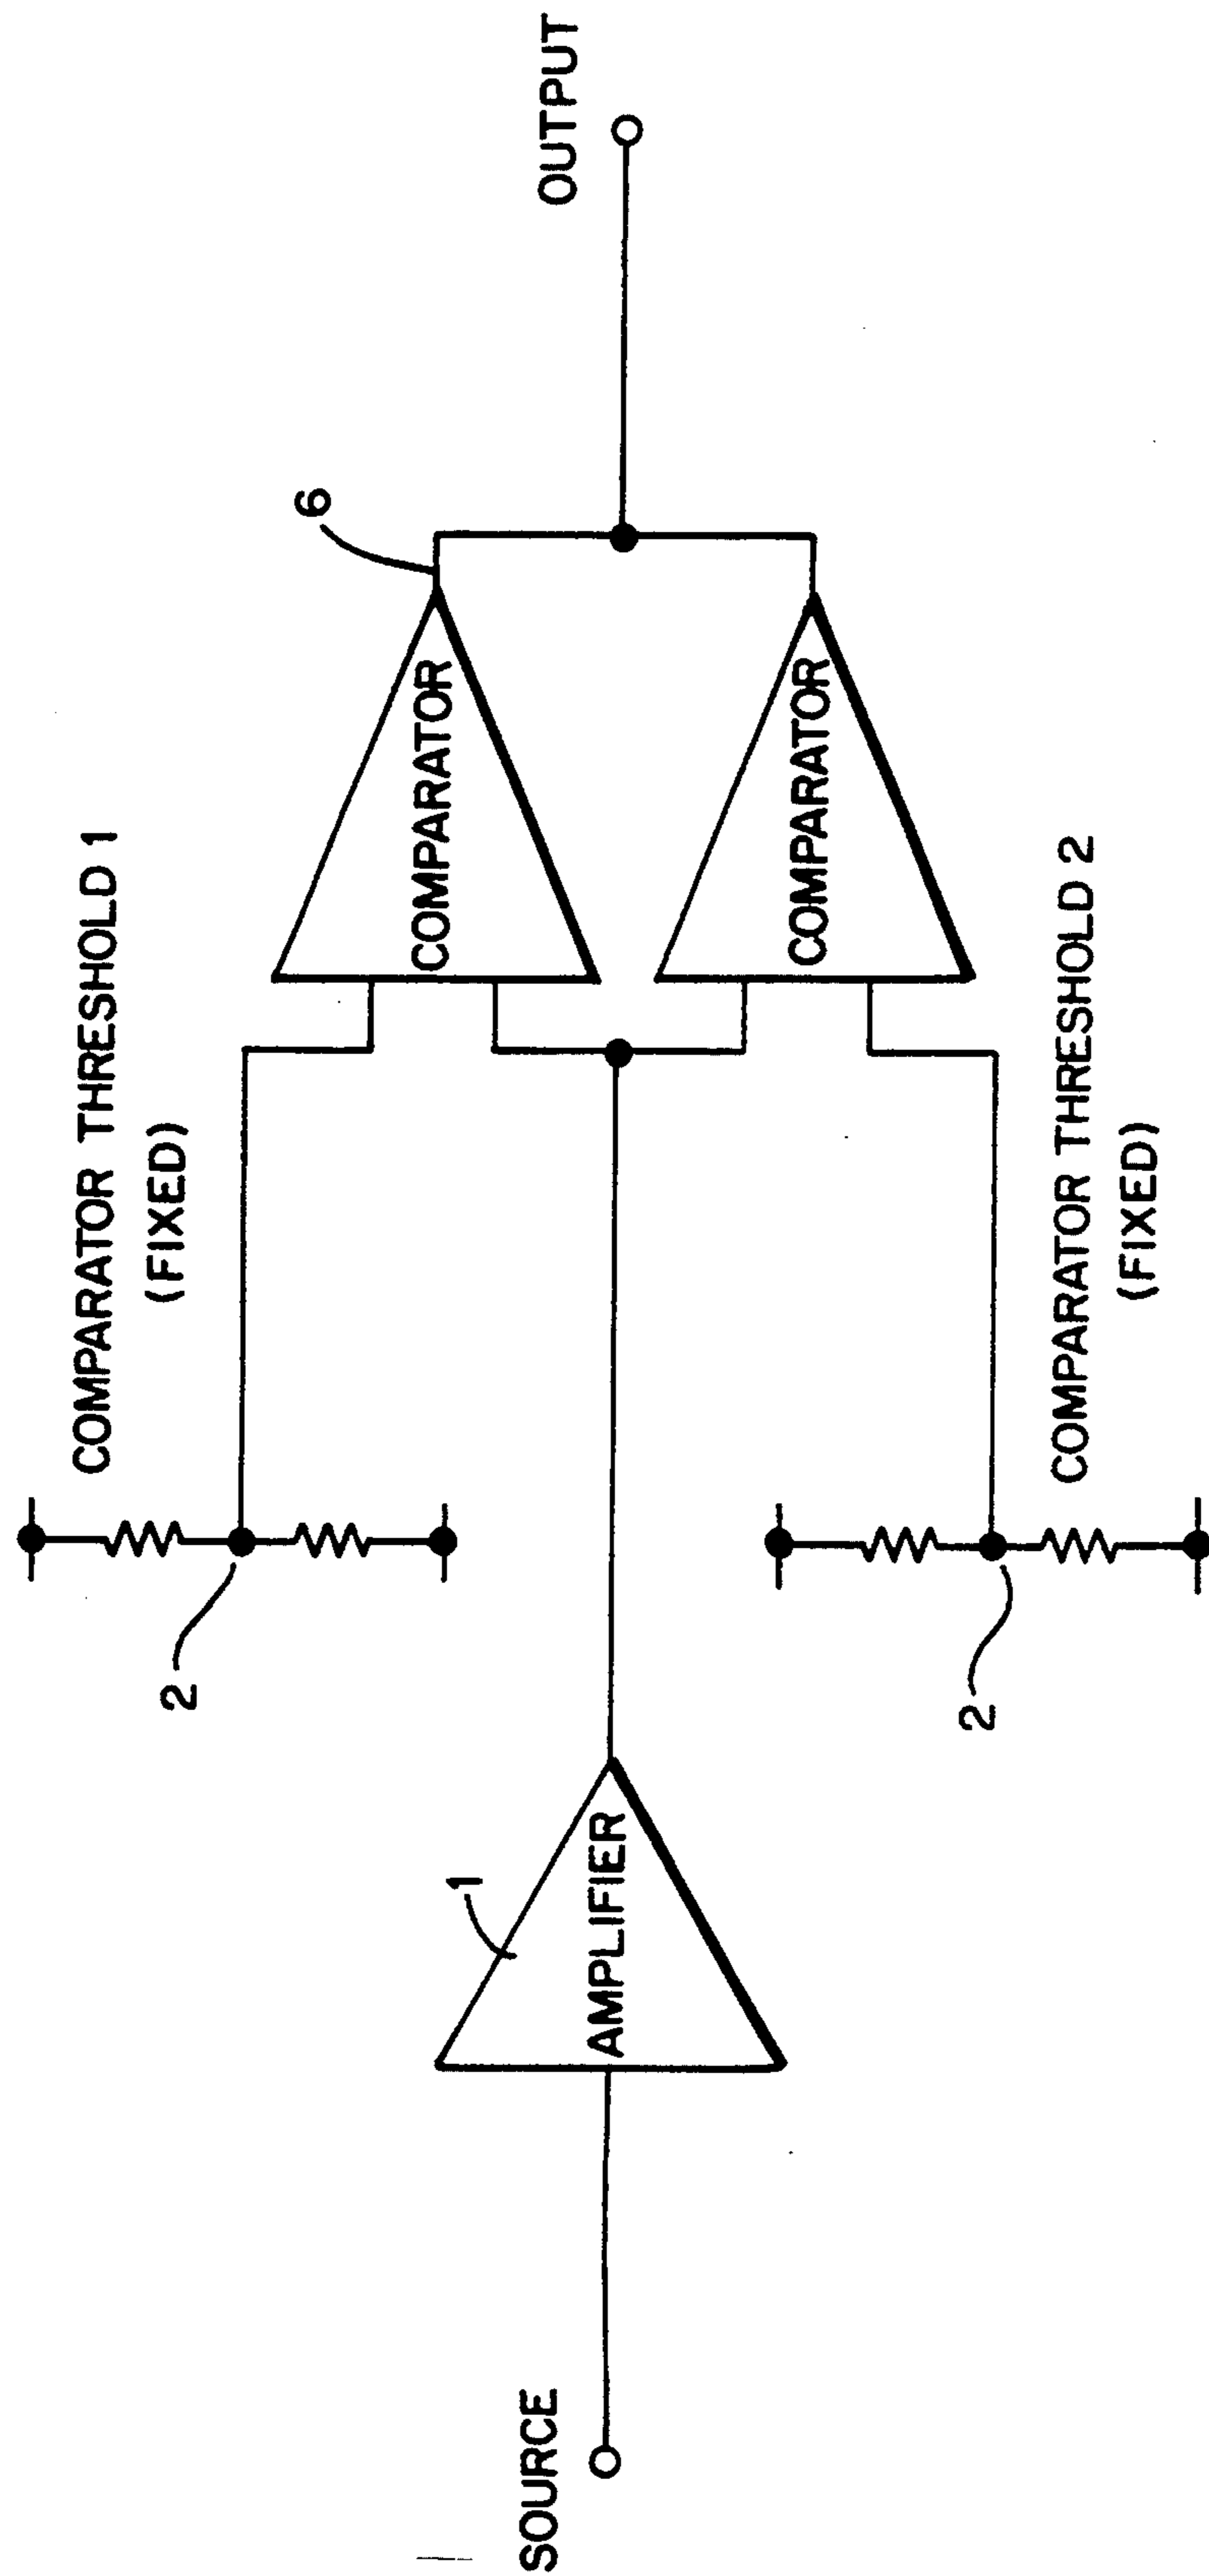 COMPARATOR THRESHOLD 1
(FIXED)
2
6
COMPARATOR
OUTPUT
1
AMPLIFIER
SOURCE
COMPARATOR
2
COMPARATOR THRESHOLD 2
(FIXED)